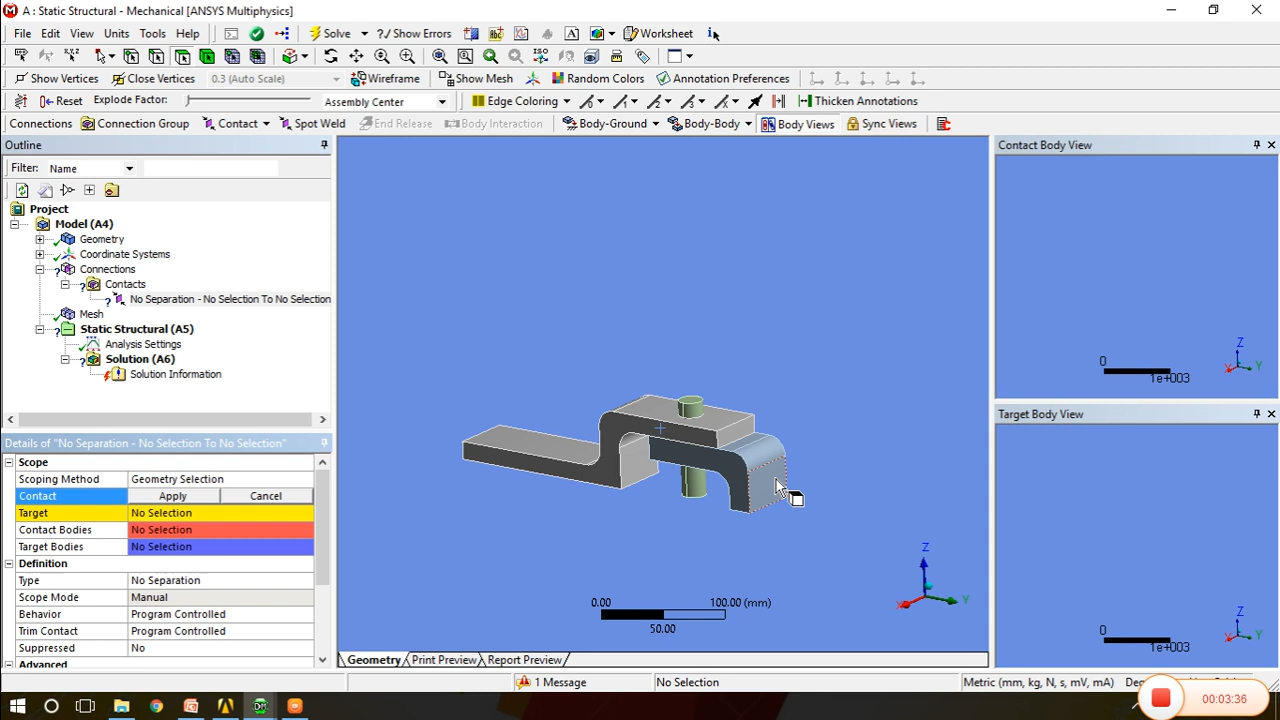 A : Static Structural - Mechanical [ANSYS Multiphysics]
File Edit View Units Tools Help Solve Show Errors Worksheet
Show Vertices Close Vertices 0.3 (Auto Scale) Wireframe Show Mesh Random Colors Annotation Preferences
Reset Explode Factor: Assembly Center Edge Coloring Thicken Annotations
Connections Connection Group Contact Spot Weld End Release Body Interaction Body-Ground Body-Body Body Views Sync Views
Outline
Filter: Name
Project
Model (A4)
Geometry
Coordinate Systems
Connections
Contacts
No Separation - No Selection To No Selection
Mesh
Static Structural (A5)
Analysis Settings
Solution (A6)
Solution Information
Details of "No Separation - No Selection To No Selection"
Scope
Scoping Method Geometry Selection
Contact Apply Cancel
Target No Selection
Contact Bodies No Selection
Target Bodies No Selection
Definition
Type No Separation
Scope Mode Manual
Behavior Program Controlled
Trim Contact Program Controlled
Suppressed No
Advanced
0.00 100.00 (mm)
50.00
Z
X Y
Geometry Print Preview Report Preview
Contact Body View
0 1e+003
Z
X Y
Target Body View
0 1e+003
Z
X Y
1 Message No Selection Metric (mm, kg, N, s, mV, mA)
00:03:36